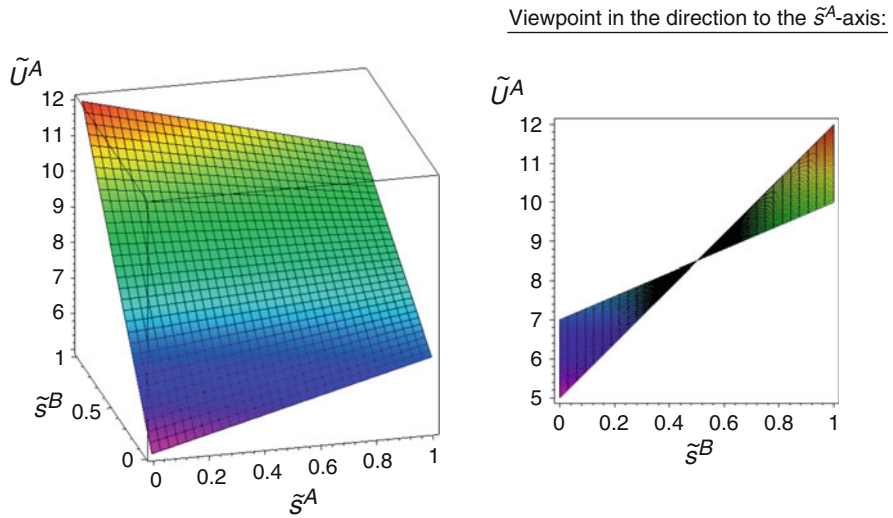 Viewpoint in the direction to the s̃ᴬ-axis:
Ũᴬ
12
11
10
9
8
7
6
1
s̃ᴮ 0.5
0
0 0.2 0.4 0.6 0.8 1
s̃ᴬ
Ũᴬ
12
11
10
9
8
7
6
5
0 0.2 0.4 0.6 0.8 1
s̃ᴮ